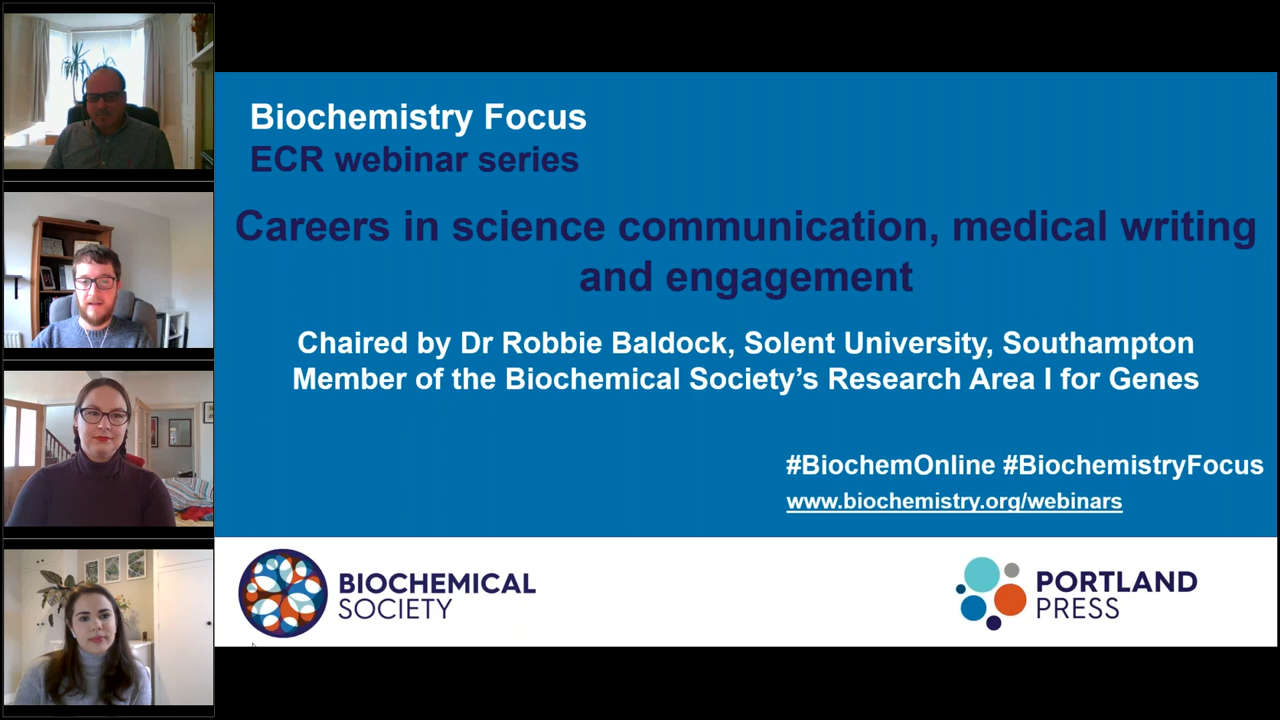 Biochemistry Focus
ECR webinar series
Careers in science communication, medical writing
and engagement
Chaired by Dr Robbie Baldock, Solent University, Southampton
Member of the Biochemical Society's Research Area I for Genes
#BiochemOnline #BiochemistryFocus
www.biochemistry.org/webinars
BIOCHEMICAL
SOCIETY
PORTLAND
PRESS